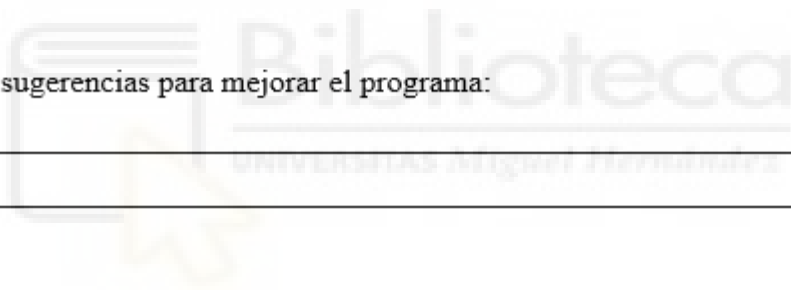 Biblioteca
sugerencias para mejorar el programa:
UNIVERSITAS Miguel Hernández